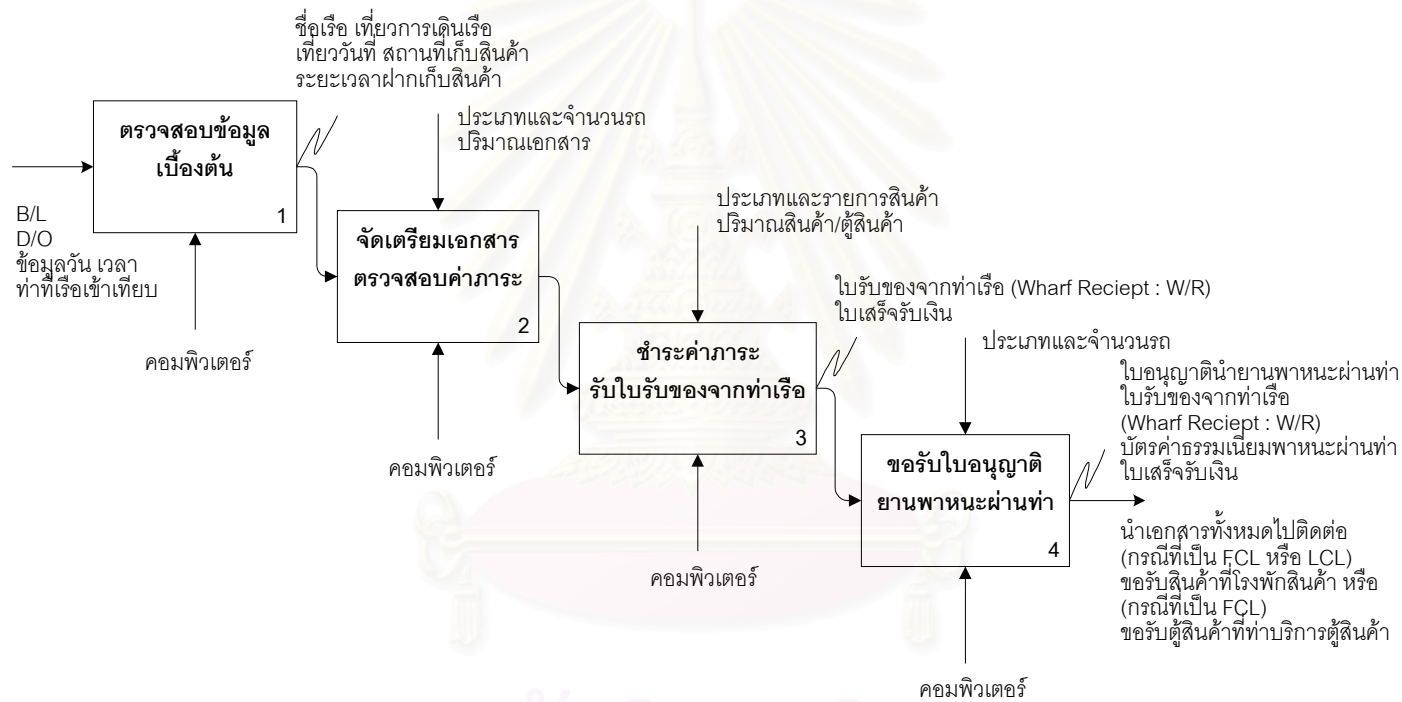 ชื่อเรือ เที่ยวการเดินเรือ
เที่ยววันที่ สถานที่เก็บสินค้า
ระยะเวลาฝากเก็บสินค้า
ตรวจสอบข้อมูล
เบื้องต้น
1
B/L
D/O
ข้อมูลวัน เวลา
ท่าที่เรือเข้าเทียบ
คอมพิวเตอร์
ประเภทและจำนวนรถ
ปริมาณเอกสาร
จัดเตรียมเอกสาร
ตรวจสอบค่าภาระ
2
คอมพิวเตอร์
ประเภทและรายการสินค้า
ปริมาณสินค้า/ตู้สินค้า
ชำระค่าภาระ
รับใบรับของจากท่าเรือ
3
คอมพิวเตอร์
ใบรับของจากท่าเรือ (Wharf Reciept : W/R)
ใบเสร็จรับเงิน
ประเภทและจำนวนรถ
ขอรับใบอนุญาติ
ยานพาหนะผ่านท่า
4
คอมพิวเตอร์
ใบอนุญาตินำยานพาหนะผ่านท่า
ใบรับของจากท่าเรือ
(Wharf Reciept : W/R)
บัตรค่าธรรมเนียมพาหนะผ่านท่า
ใบเสร็จรับเงิน
นำเอกสารทั้งหมดไปติดต่อ
(กรณีที่เป็น FCL หรือ LCL)
ขอรับสินค้าที่โรงพักสินค้า หรือ
(กรณีที่เป็น FCL)
ขอรับตู้สินค้าที่ท่าบริการตู้สินค้า